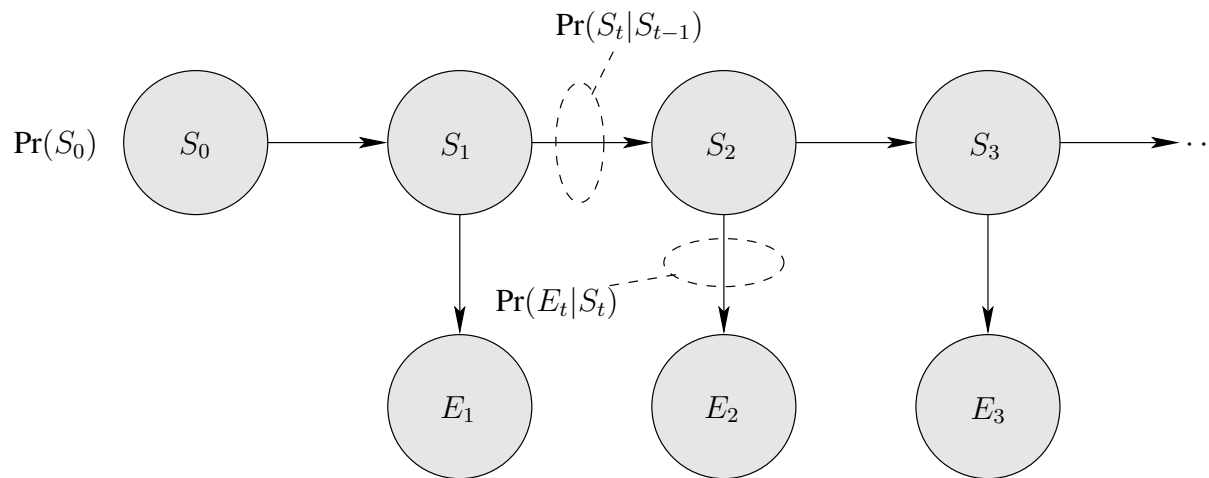 Pr(S_t|S_{t−1})
Pr(S_0) S_0 S_1 S_2 S_3 ··
Pr(E_t|S_t)
E_1 E_2 E_3